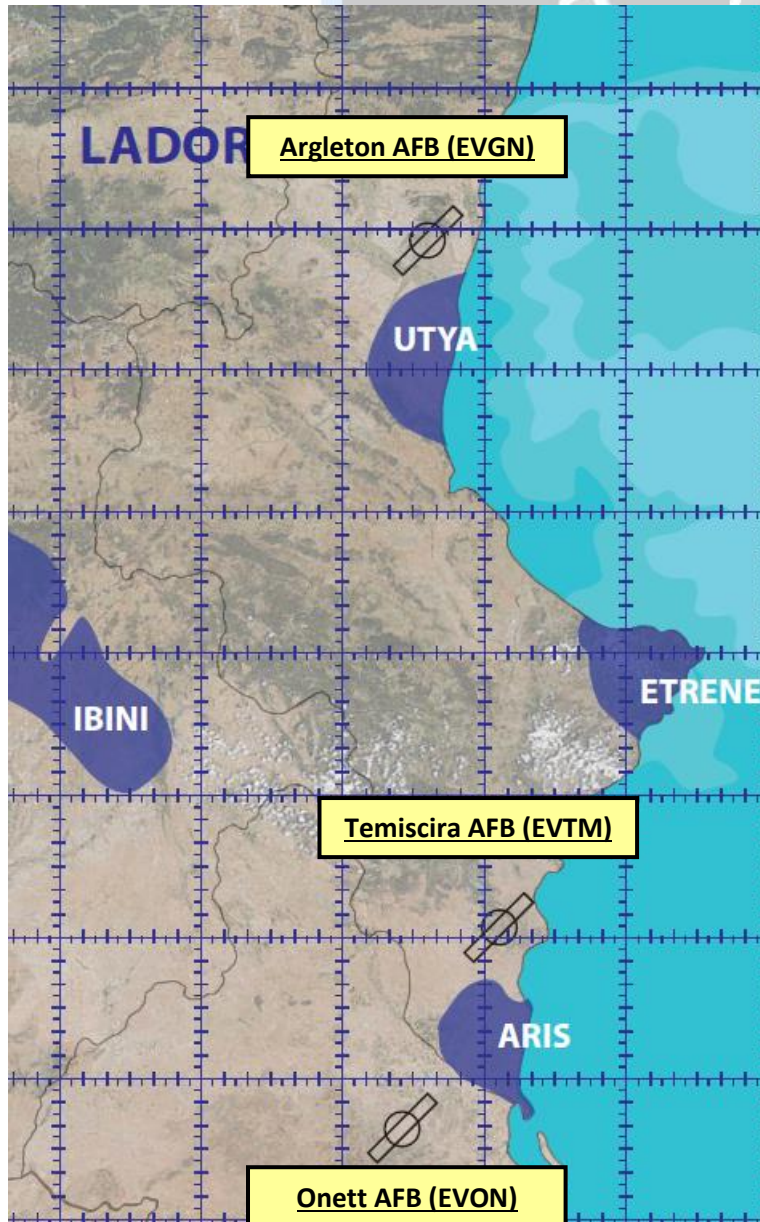 LADOR
Argleton AFB (EVGN)
UTYA
ETRENE
IBINI
Temiscira AFB (EVTM)
ARIS
Onett AFB (EVON)